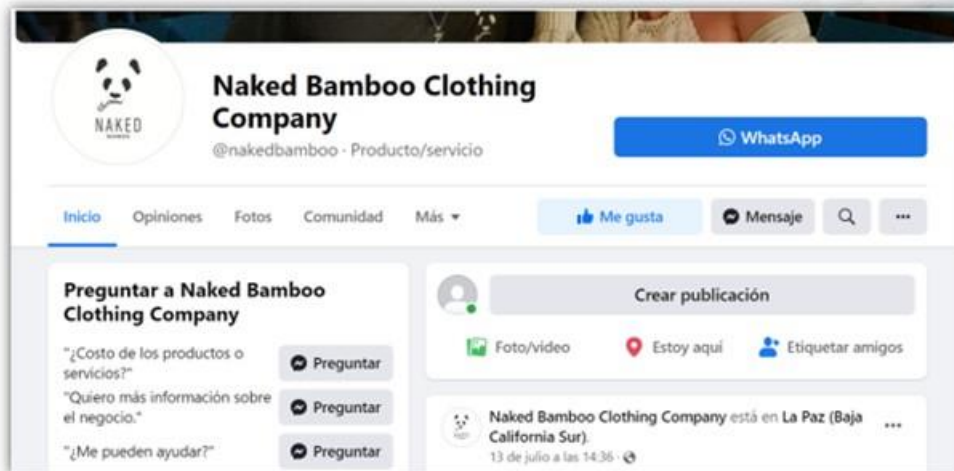 NAKED
Naked Bamboo Clothing
Company
@nakedbamboo · Producto/servicio
WhatsApp
Inicio Opiniones Fotos Comunidad Más
Me gusta Mensaje
Preguntar a Naked Bamboo
Clothing Company
"¿Costo de los productos o
servicios?"
Preguntar
"Quiero más información sobre
el negocio."
Preguntar
"¿Me pueden ayudar?"
Preguntar
Crear publicación
Foto/video Estoy aquí Etiquetar amigos
Naked Bamboo Clothing Company está en La Paz (Baja
California Sur).
13 de julio a las 14:36 ·